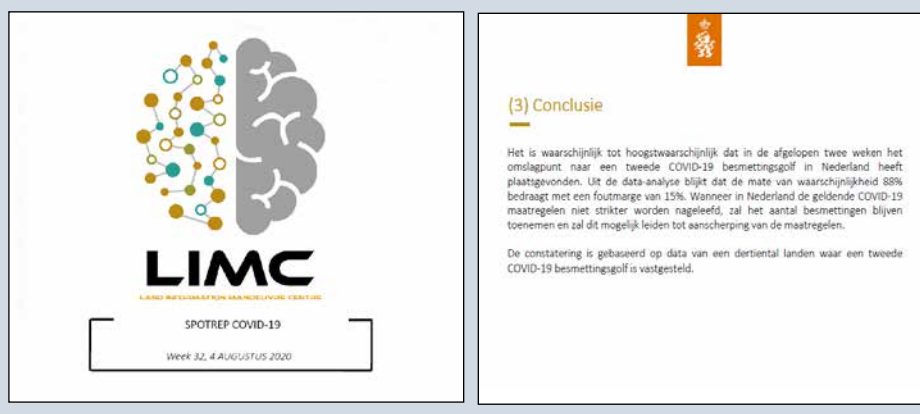 LIMC
LAND INFORMATION MANOEUVRE CENTRE
SPOTREP COVID-19
Week 32, 4 AUGUSTUS 2020
(3) Conclusie
Het is waarschijnlijk tot hoogstwaarschijnlijk dat in de afgelopen twee weken het
omslagpunt naar een tweede COVID-19 besmettingsgolf in Nederland heeft
plaatsgevonden. Uit de data-analyse blijkt dat de mate van waarschijnlijkheid 88%
bedraagt met een foutmarge van 15%. Wanneer in Nederland de geldende COVID-19
maatregelen niet strikter worden nageleefd, zal het aantal besmettingen blijven
toenemen en zal dit mogelijk leiden tot aanscherping van de maatregelen.
De constatering is gebaseerd op data van een dertiental landen waar een tweede
COVID-19 besmettingsgolf is vastgesteld.